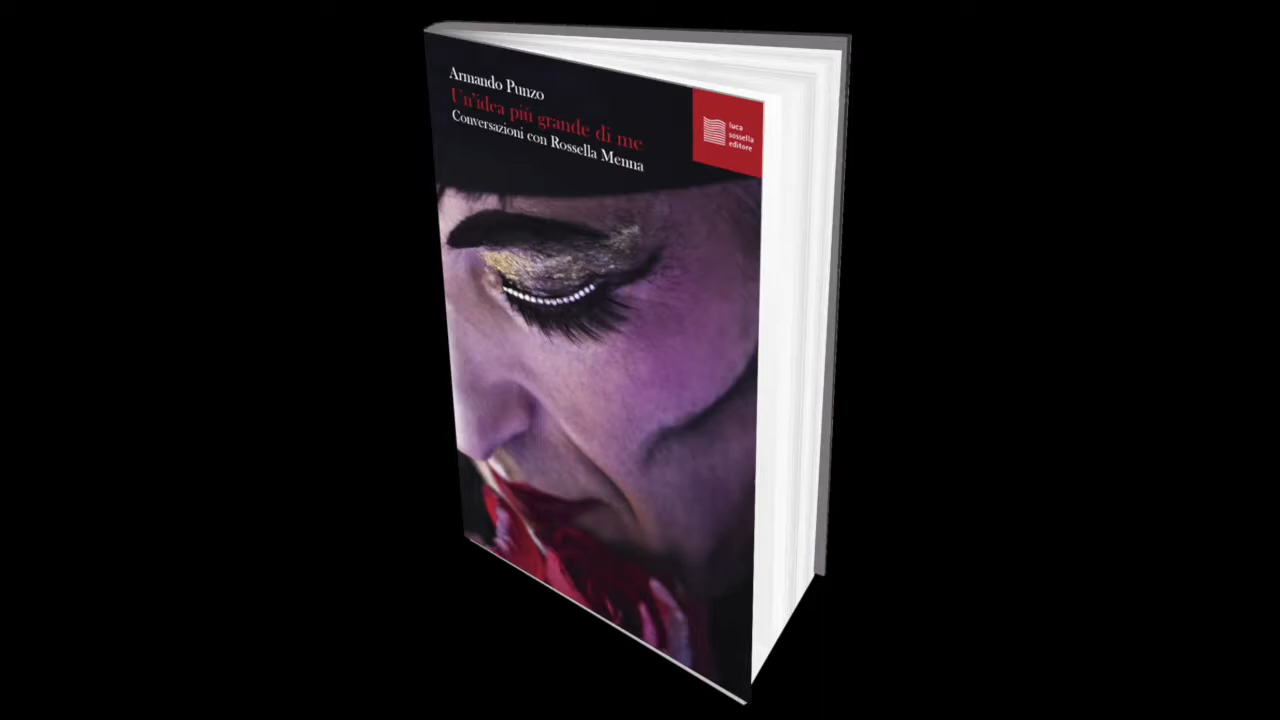 Armando Punzo
Un'idea più grande di me
Conversazioni con Rossella Menna
luca
sossella
editore